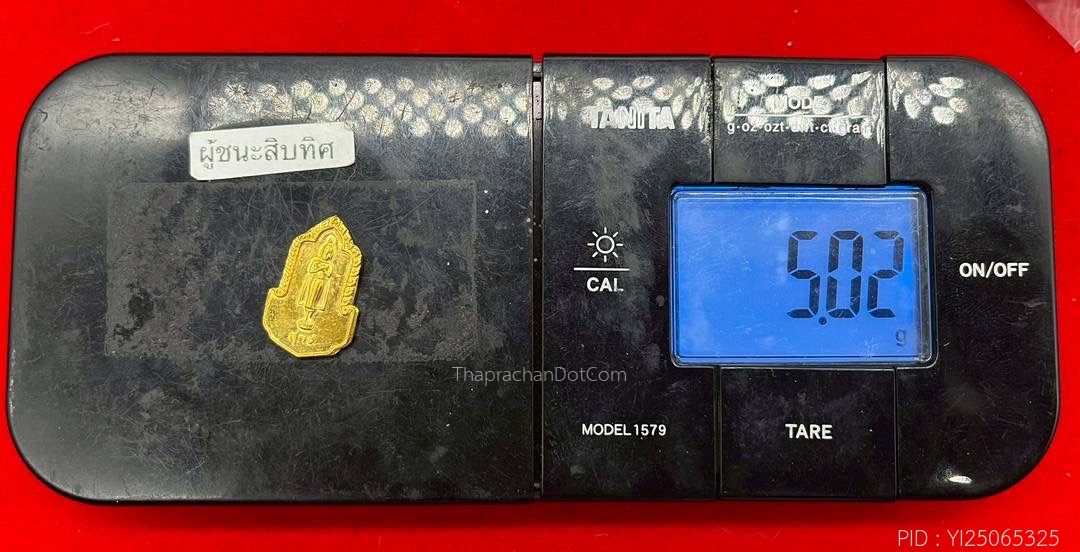 ผู้ชนะสิบทิศ
TANITA
MODE
g·oz·ozt·dwt·ct·gran
CAL
5.02
g
ON/OFF
ThaprachanDotCom
MODEL 1579
TARE
PID : YI25065325